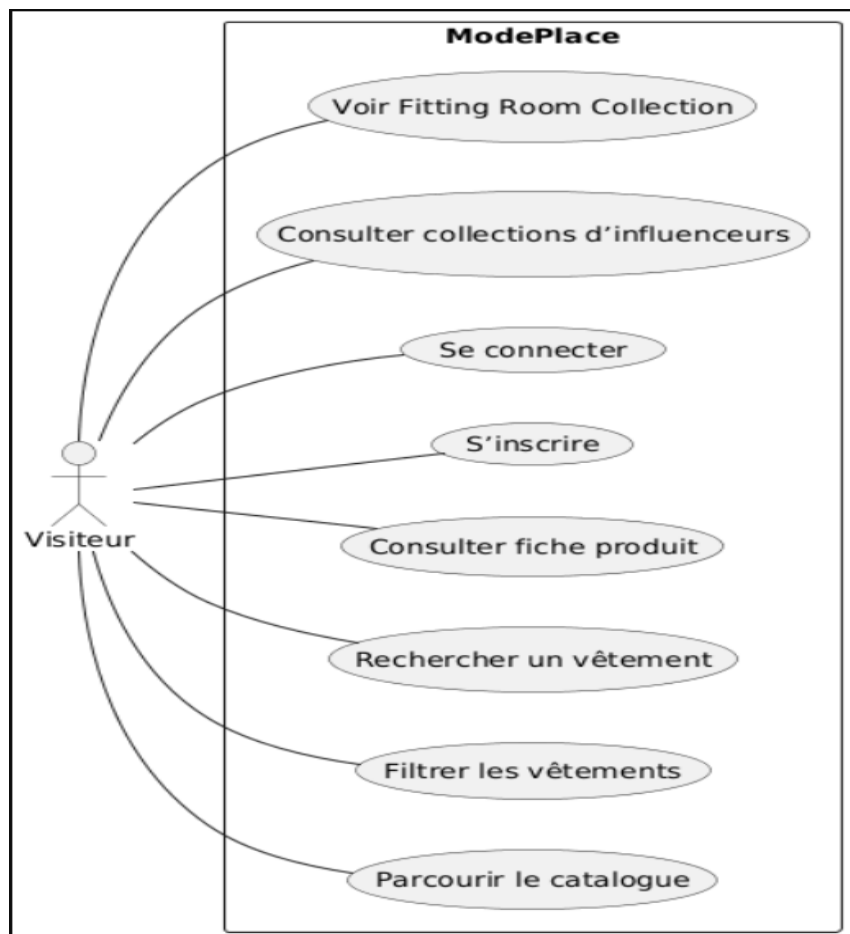 ModePlace
Voir Fitting Room Collection
Consulter collections d’influenceurs
Se connecter
S’inscrire
Visiteur
Consulter fiche produit
Rechercher un vêtement
Filtrer les vêtements
Parcourir le catalogue